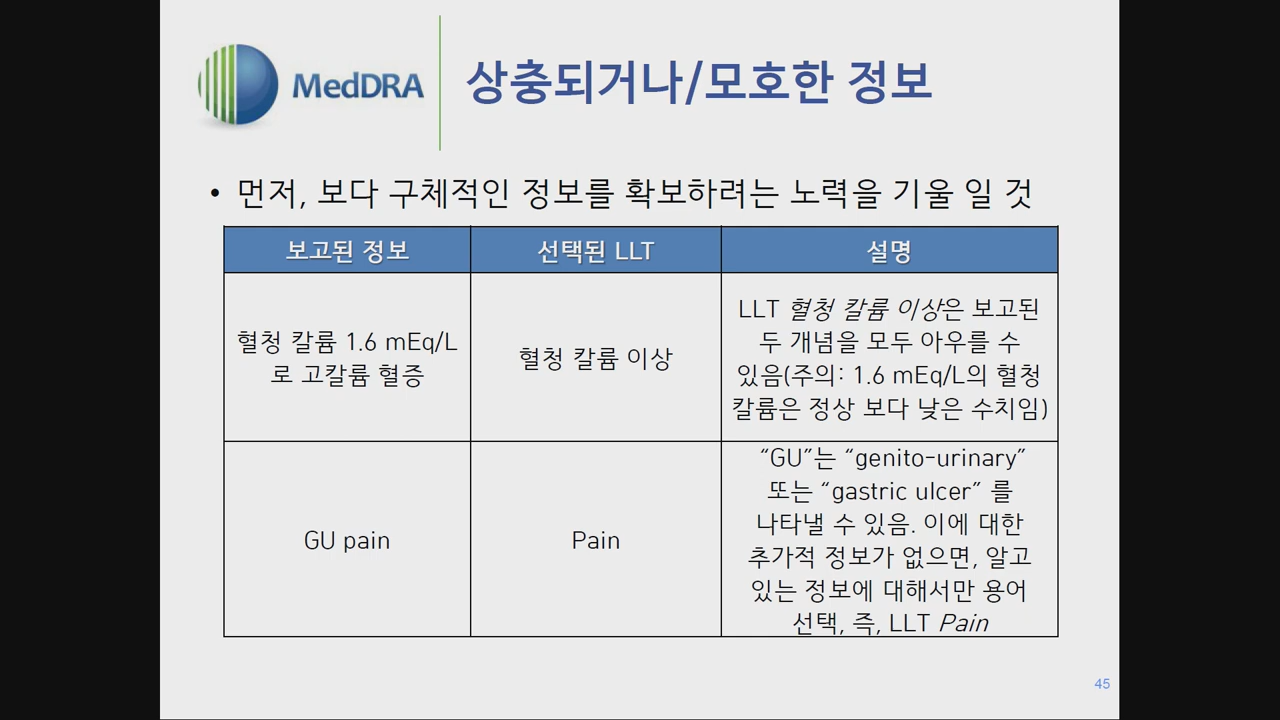 MedDRA
상충되거나/모호한 정보
• 먼저, 보다 구체적인 정보를 확보하려는 노력을 기울 일 것
보고된 정보
선택된 LLT
설명
혈청 칼륨 1.6 mEq/L
로 고칼륨 혈증
혈청 칼륨 이상
LLT 혈청 칼륨 이상은 보고된
두 개념을 모두 아우를 수
있음(주의: 1.6 mEq/L의 혈청
칼륨은 정상 보다 낮은 수치임)
GU pain
Pain
“GU”는 “genito-urinary”
또는 “gastric ulcer” 를
나타낼 수 있음. 이에 대한
추가적 정보가 없으면, 알고
있는 정보에 대해서만 용어
선택, 즉, LLT Pain
45